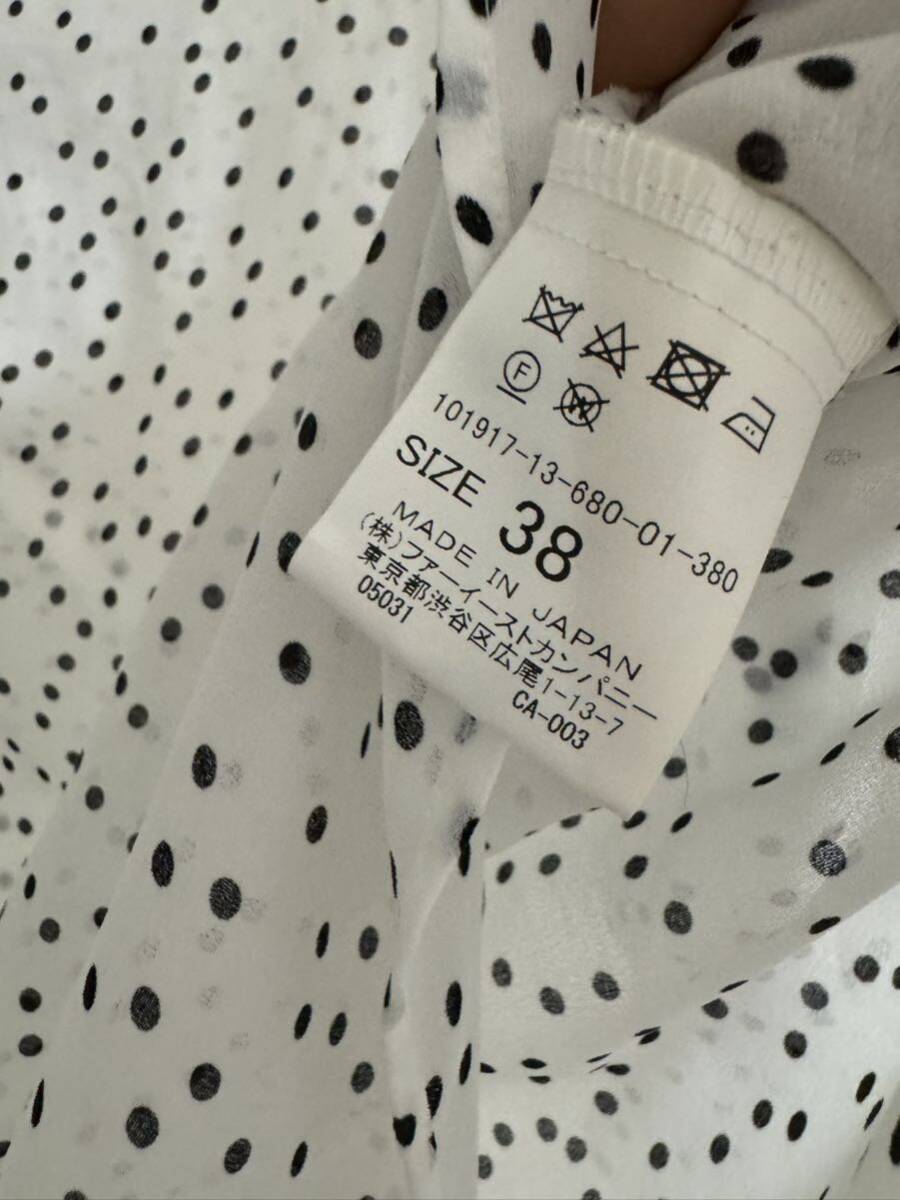 F W
101917-13-680-01-380
SIZE 38
MADE IN JAPAN
(株)ファーイーストカンパニー
東京都渋谷区広尾1-13-7
05031 CA-003